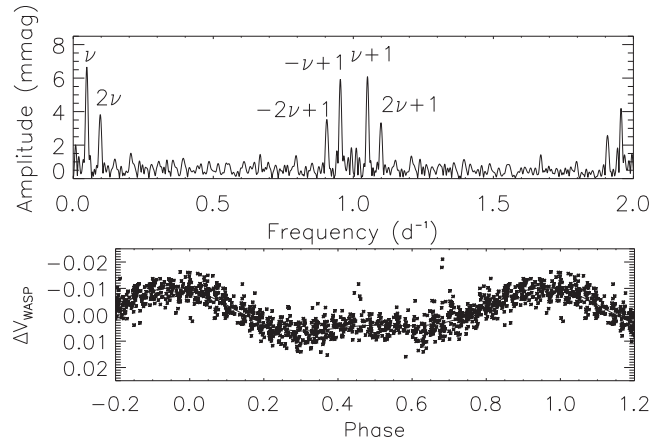 8
6
4
2
0
Amplitude (mmag)
ν
2ν
−ν+1
ν+1
−2ν+1
2ν+1
0.0 0.5 1.0 1.5 2.0
Frequency (d⁻¹)
−0.02
−0.01
0.00
0.01
0.02
ΔV_WASP
−0.2 0.0 0.2 0.4 0.6 0.8 1.0 1.2
Phase